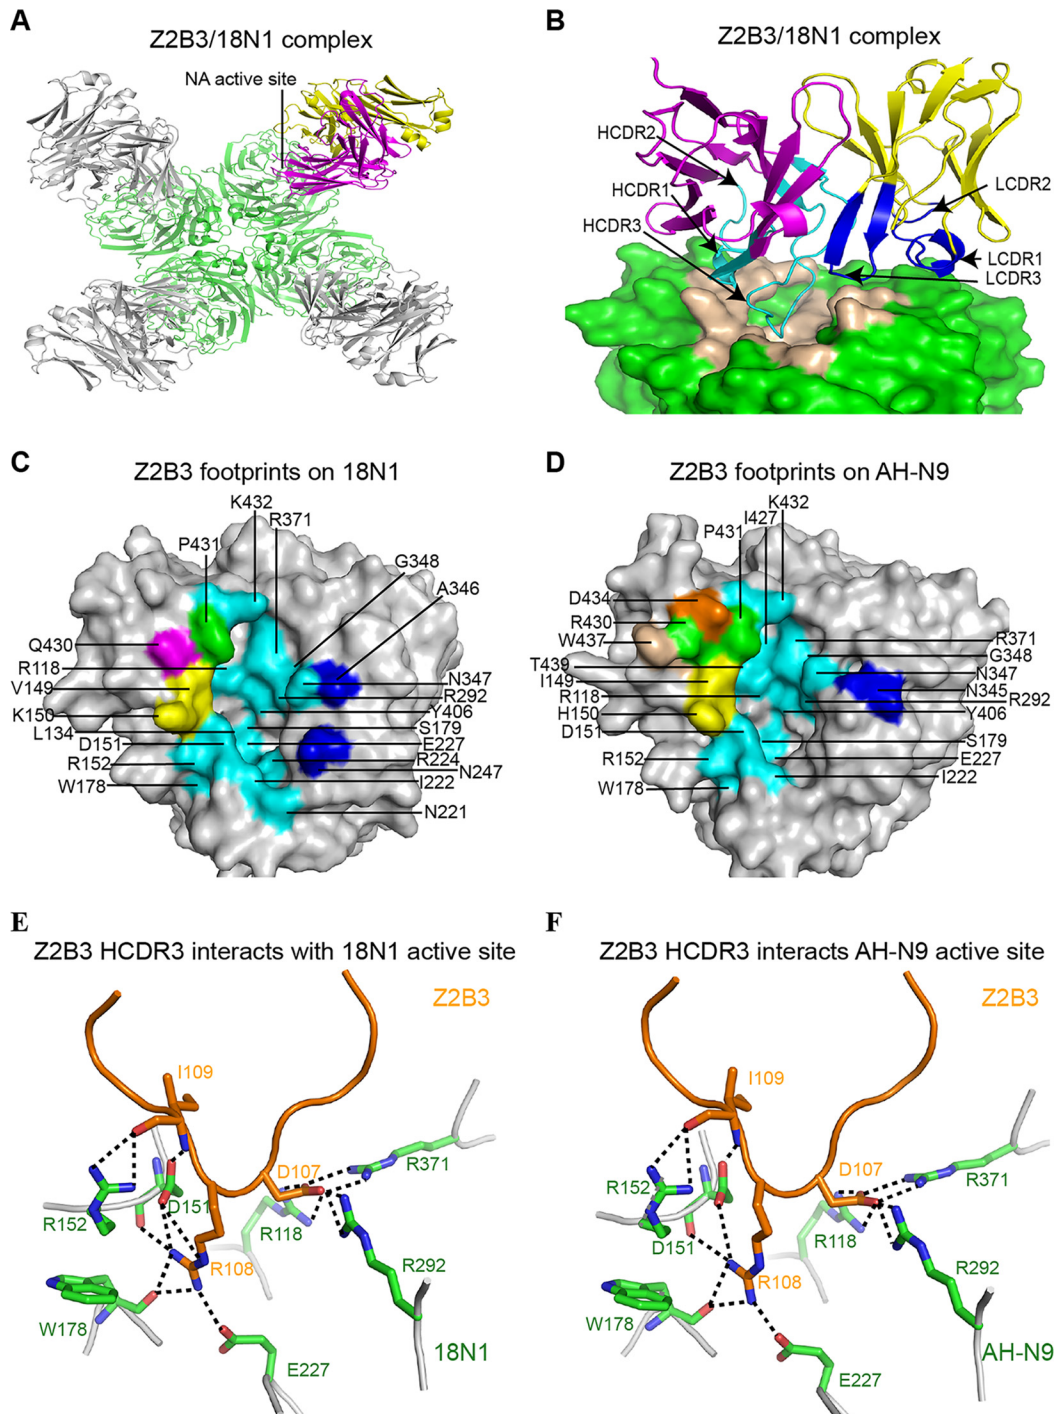 A
Z2B3/18N1 complex
NA active site
B
Z2B3/18N1 complex
HCDR2
HCDR1
HCDR3
LCDR2
LCDR1
LCDR3
C
Z2B3 footprints on 18N1
K432
R371
P431
G348
A346
Q430
R118
V149
K150
L134
D151
R152
W178
N347
R292
Y406
S179
E227
R224
N247
I222
N221
D
Z2B3 footprints on AH-N9
K432
I427
P431
D434
R430
W437
T439
I149
R118
H150
D151
R152
W178
R371
G348
N347
N345
R292
Y406
S179
E227
I222
E
Z2B3 HCDR3 interacts with 18N1 active site
Z2B3
I109
D107
R371
R152
D151
R118
R108
R292
W178
E227
18N1
F
Z2B3 HCDR3 interacts AH-N9 active site
Z2B3
I109
D107
R371
R152
D151
R118
R108
R292
W178
E227
AH-N9